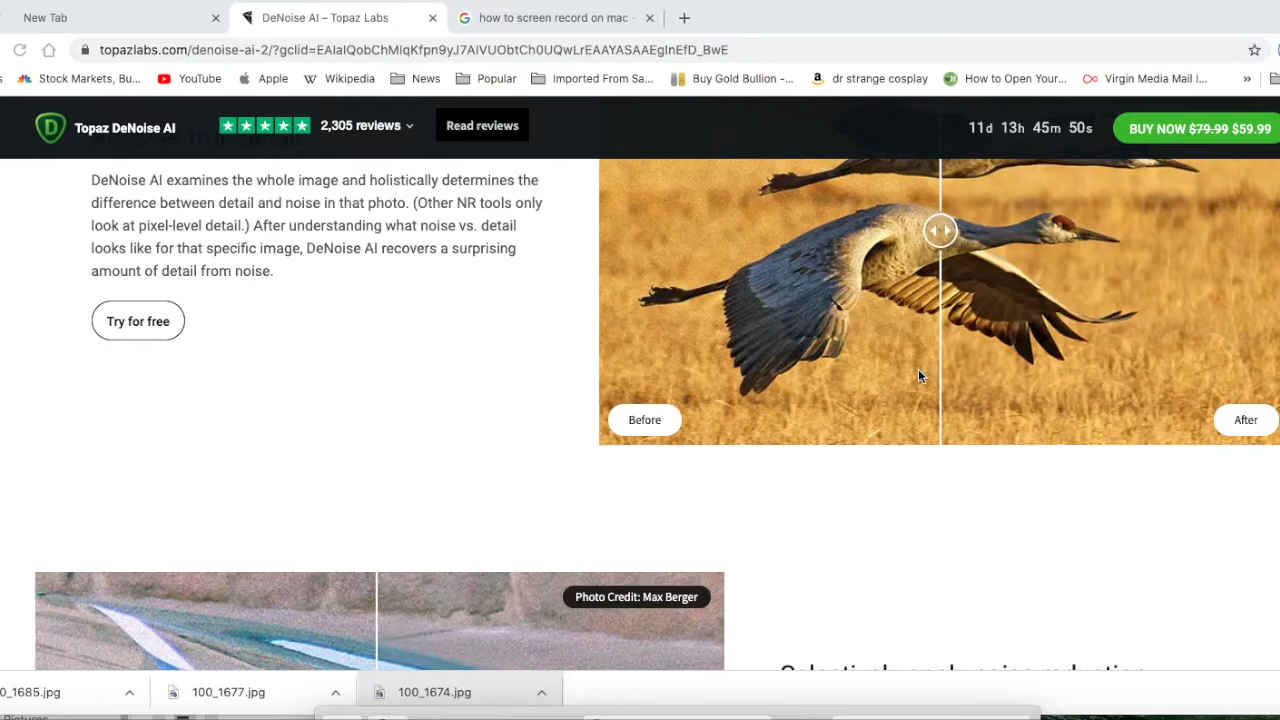 New Tab
DeNoise AI – Topaz Labs
how to screen record on mac -
topazlabs.com/denoise-ai-2/?gclid=EAIaIQobChMIqKfpn9yJ7AIVUObtCh0UQwLrEAAYASAAEgInEfD_BwE
Stock Markets, Bu...
YouTube
Apple
Wikipedia
News
Popular
Imported From Sa...
Buy Gold Bullion -...
dr strange cosplay
How to Open Your...
Virgin Media Mail I...
Topaz DeNoise AI
2,305 reviews
Read reviews
11d 13h 45m 50s
BUY NOW $79.99 $59.99
DeNoise AI examines the whole image and holistically determines the
difference between detail and noise in that photo. (Other NR tools only
look at pixel-level detail.) After understanding what noise vs. detail
looks like for that specific image, DeNoise AI recovers a surprising
amount of detail from noise.
Try for free
Before
After
Photo Credit: Max Berger
0_1685.jpg
100_1677.jpg
100_1674.jpg